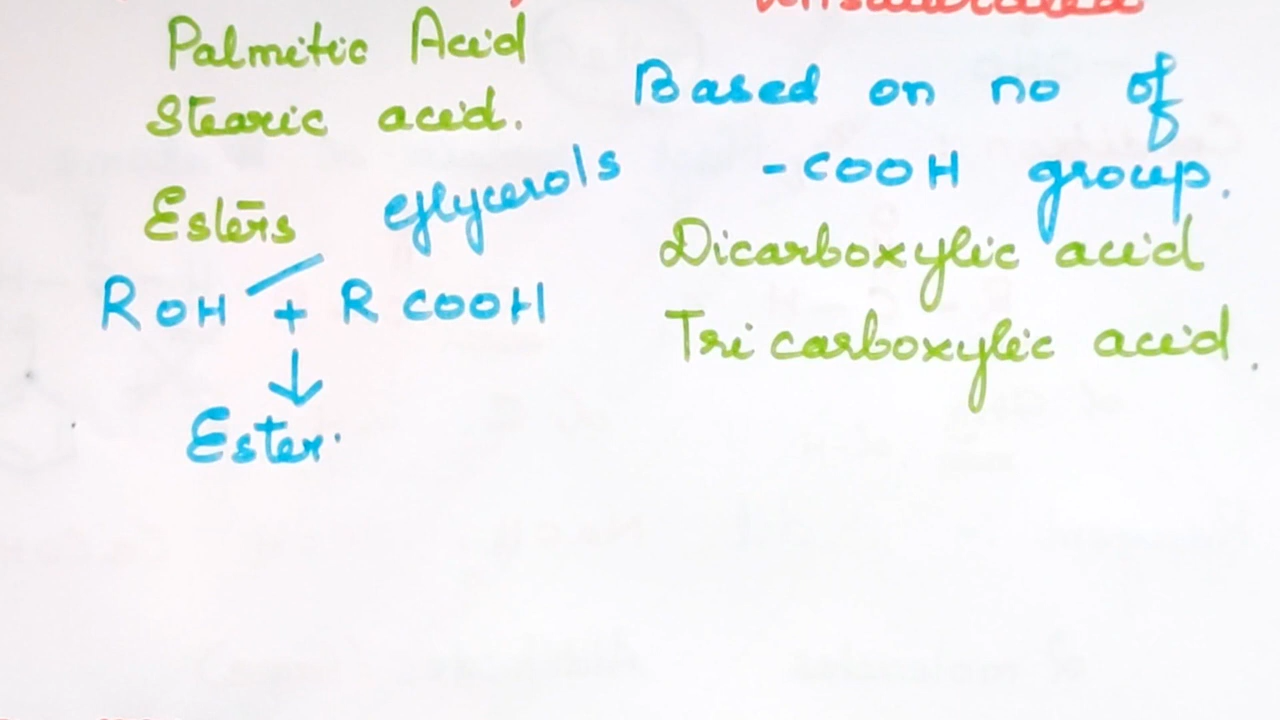 Palmitic Acid
Stearic acid.
Esters
glycerols
ROH + RCOOH
Ester.
unsaturated
Based on no of
-COOH group.
Dicarboxylic acid
Tricarboxylic acid.